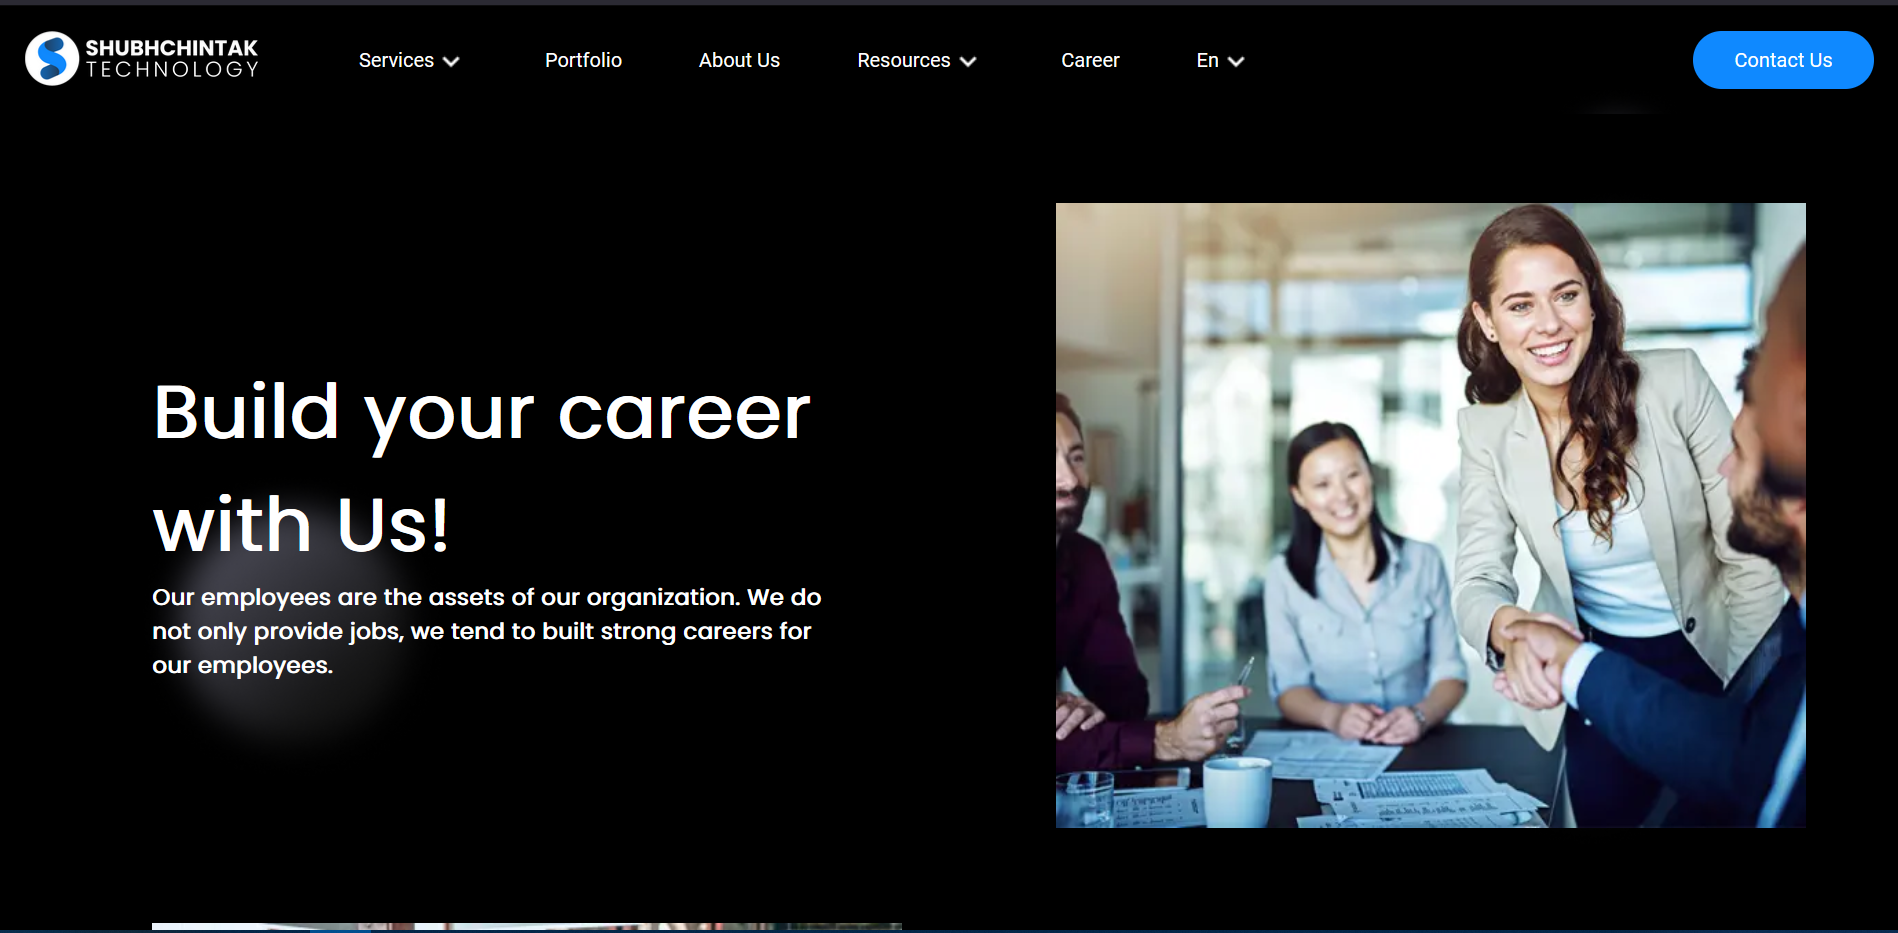 SHUBHCHINTAK
TECHNOLOGY
Services
Portfolio
About Us
Resources
Career
En
Contact Us
Build your career
with Us!
Our employees are the assets of our organization. We do
not only provide jobs, we tend to built strong careers for
our employees.